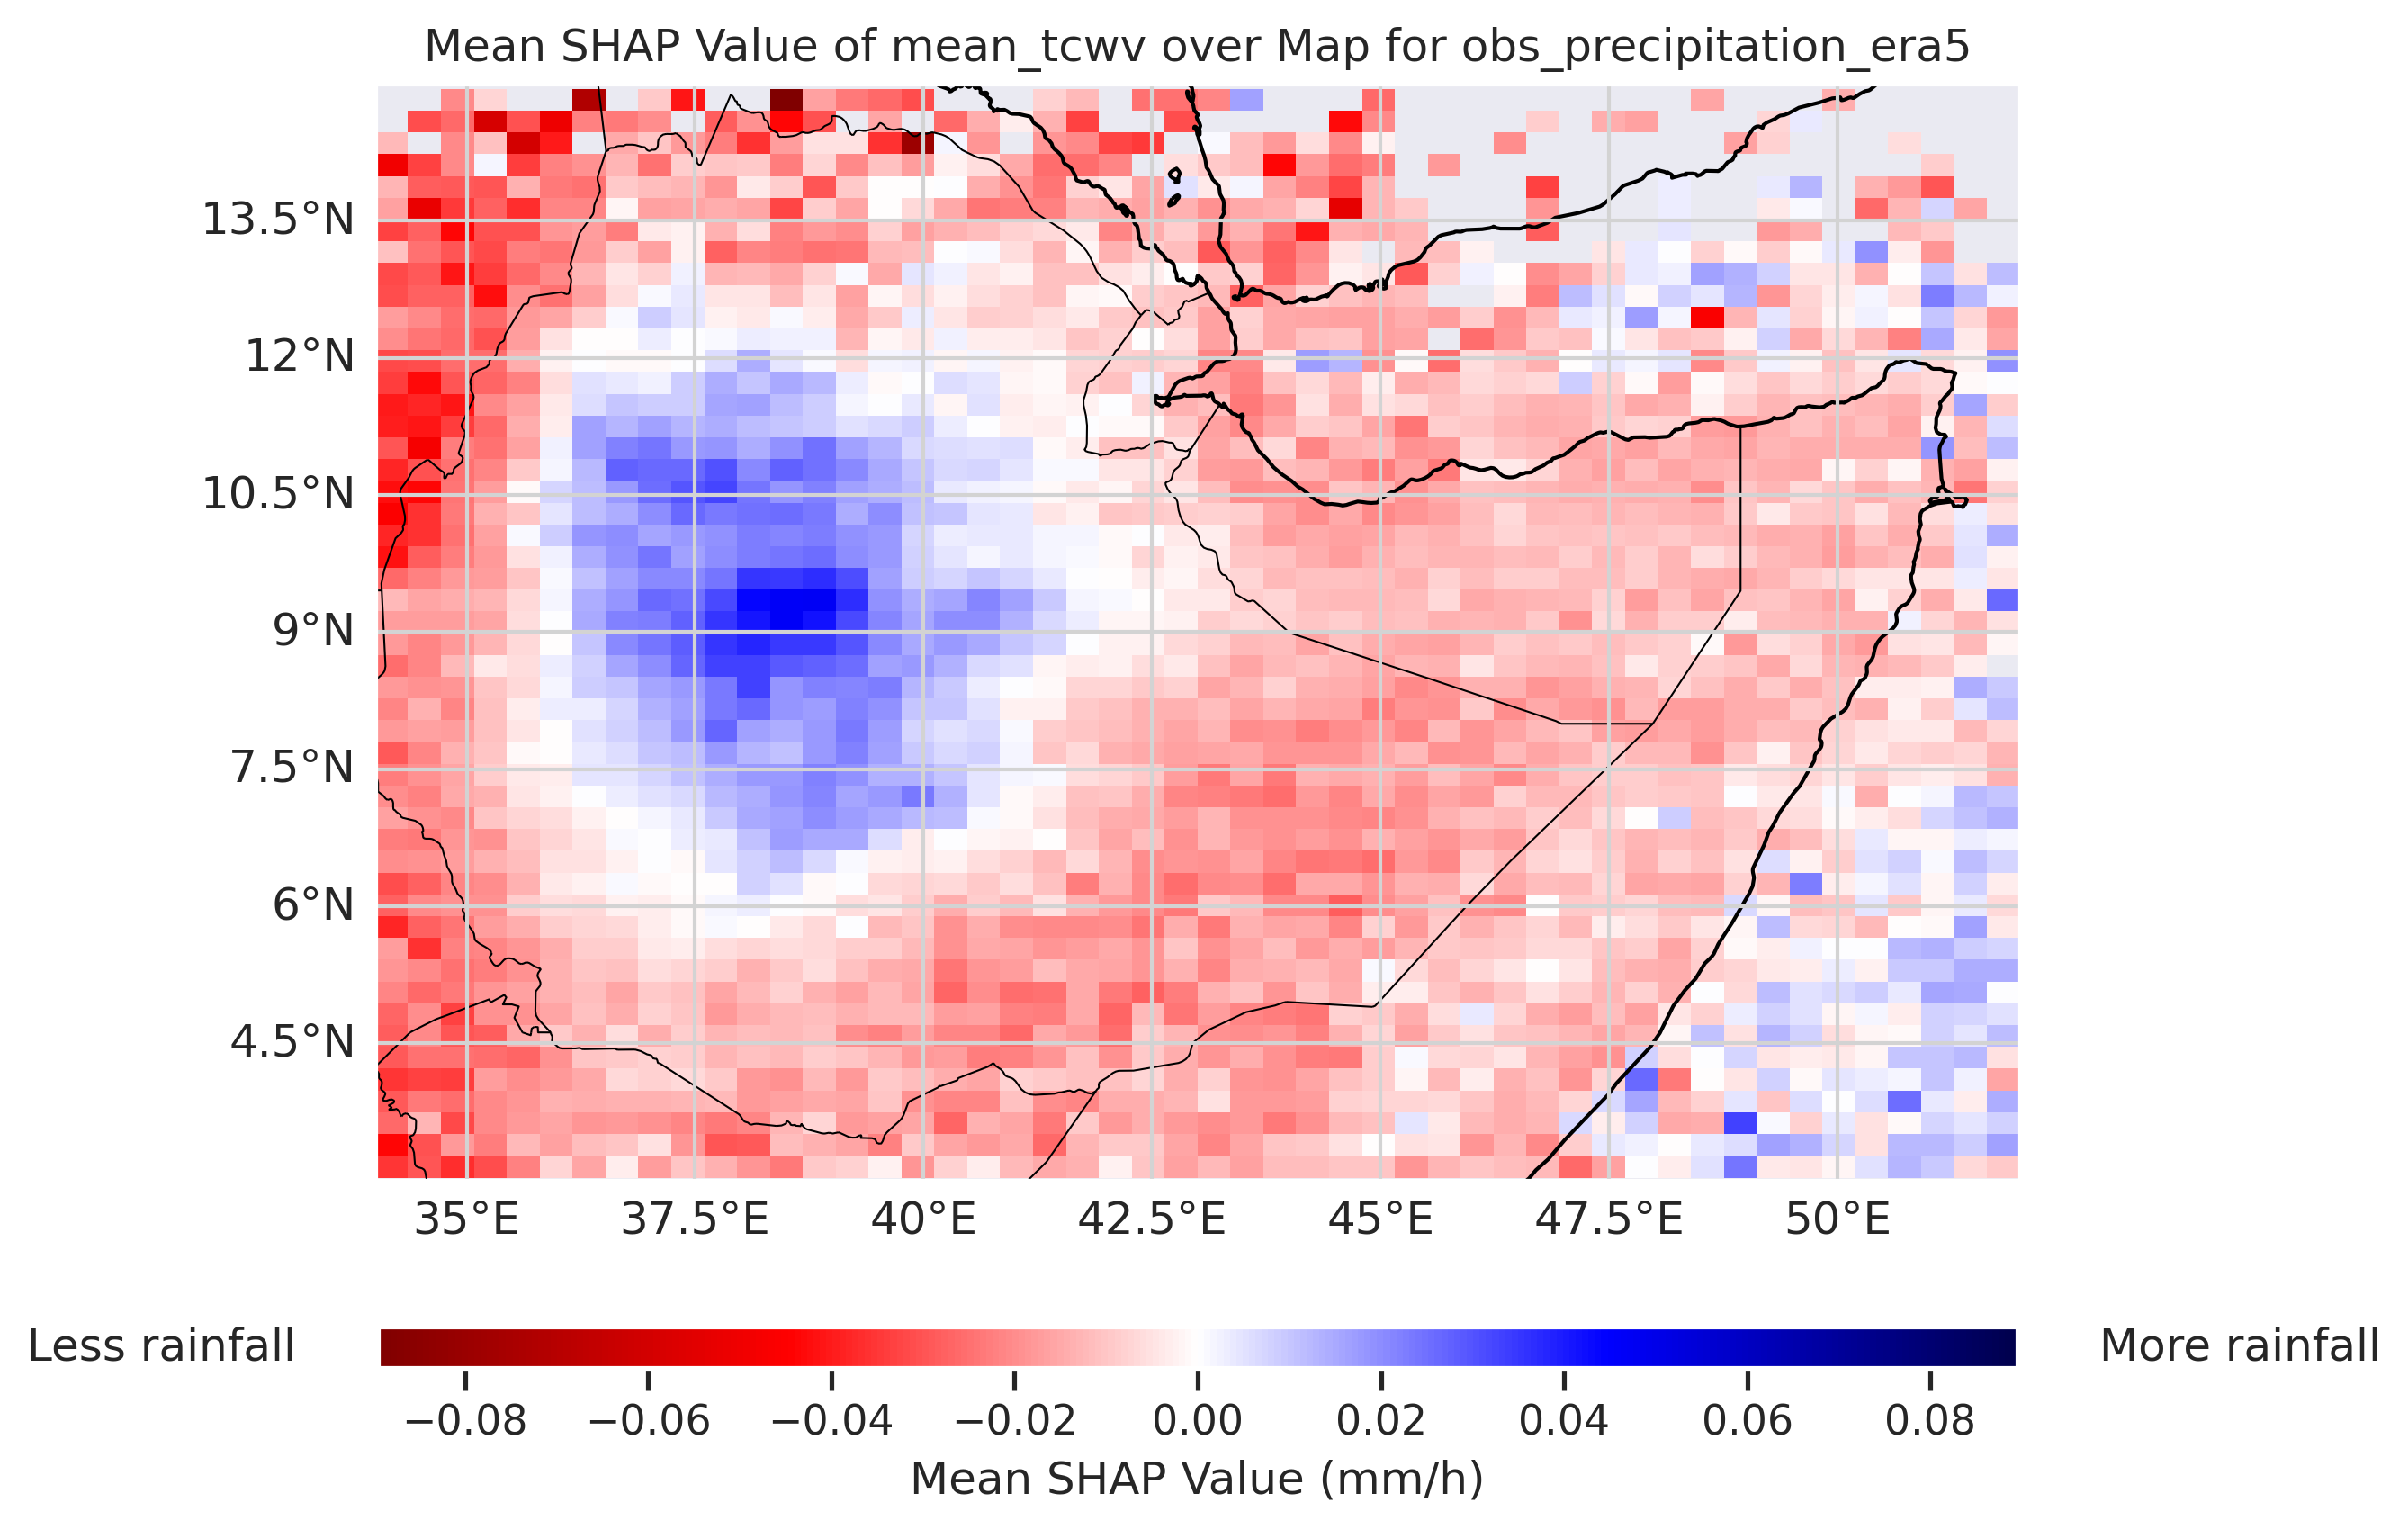 Mean SHAP Value of mean_tcwv over Map for obs_precipitation_era5
13.5°N
12°N
10.5°N
9°N
7.5°N
6°N
4.5°N
35°E 37.5°E 40°E 42.5°E 45°E 47.5°E 50°E
Less rainfall More rainfall
−0.08 −0.06 −0.04 −0.02 0.00 0.02 0.04 0.06 0.08
Mean SHAP Value (mm/h)